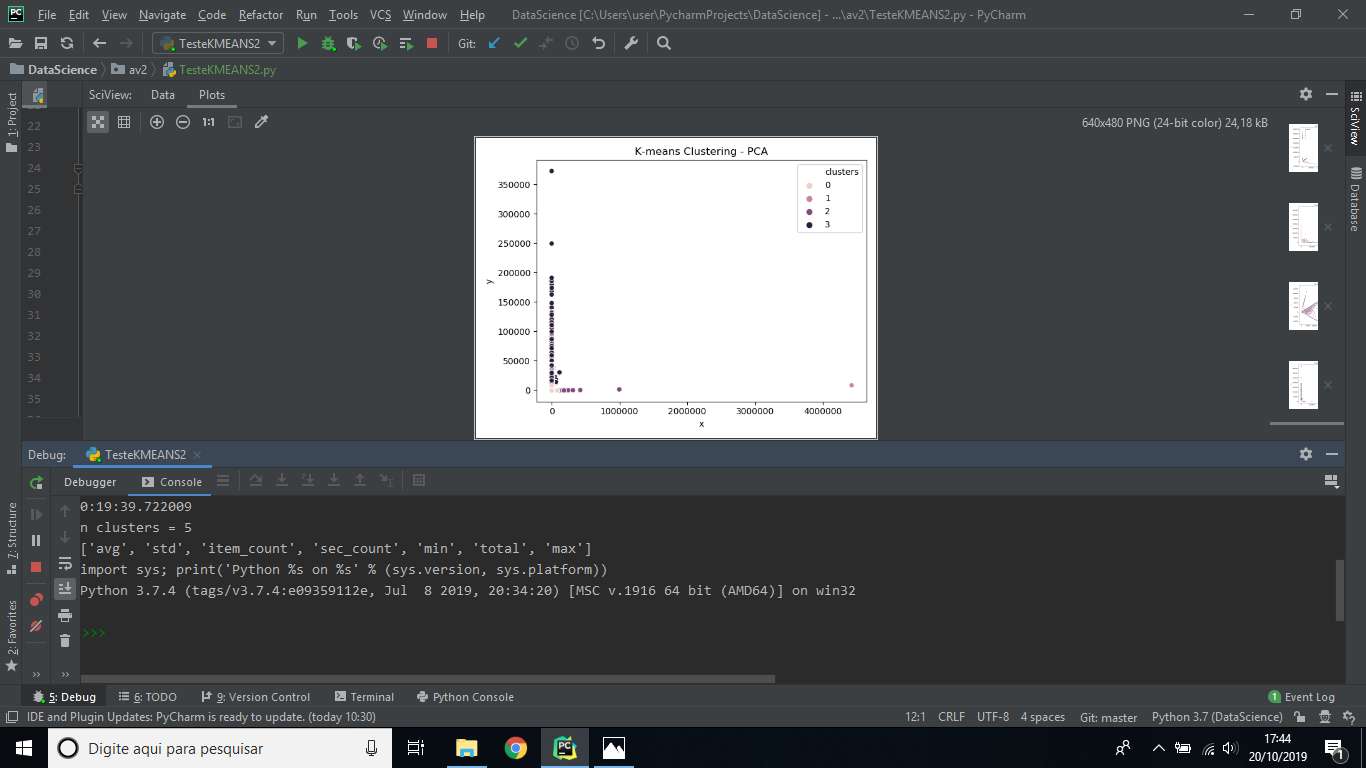 PC File Edit View Navigate Code Refactor Run Tools VCS Window Help DataScience [C:\Users\user\PycharmProjects\DataScience] - ...\av2\TesteKMEANS2.py - PyCharm
TesteKMEANS2 Git:
DataScience av2 TesteKMEANS2.py
1: Project
SciView: Data Plots
1:1 640x480 PNG (24-bit color) 24,18 kB
22
23
24
25
26
27
28
29
30
31
32
33
34
35
K-means Clustering - PCA
clusters
0
1
2
3
350000
300000
250000
200000
150000
100000
50000
0
y
0 1000000 2000000 3000000 4000000
x
SciView
Database
Debug: TesteKMEANS2
Debugger Console
0:19:39.722009
n clusters = 5
['avg', 'std', 'item_count', 'sec_count', 'min', 'total', 'max']
import sys; print('Python %s on %s' % (sys.version, sys.platform))
Python 3.7.4 (tags/v3.7.4:e09359112e, Jul  8 2019, 20:34:20) [MSC v.1916 64 bit (AMD64)] on win32
>>>
7: Structure
2: Favorites
5: Debug 6: TODO 9: Version Control Terminal Python Console 1 Event Log
IDE and Plugin Updates: PyCharm is ready to update. (today 10:30) 12:1 CRLF UTF-8 4 spaces Git: master Python 3.7 (DataScience)
Digite aqui para pesquisar PC 17:44
20/10/2019 1